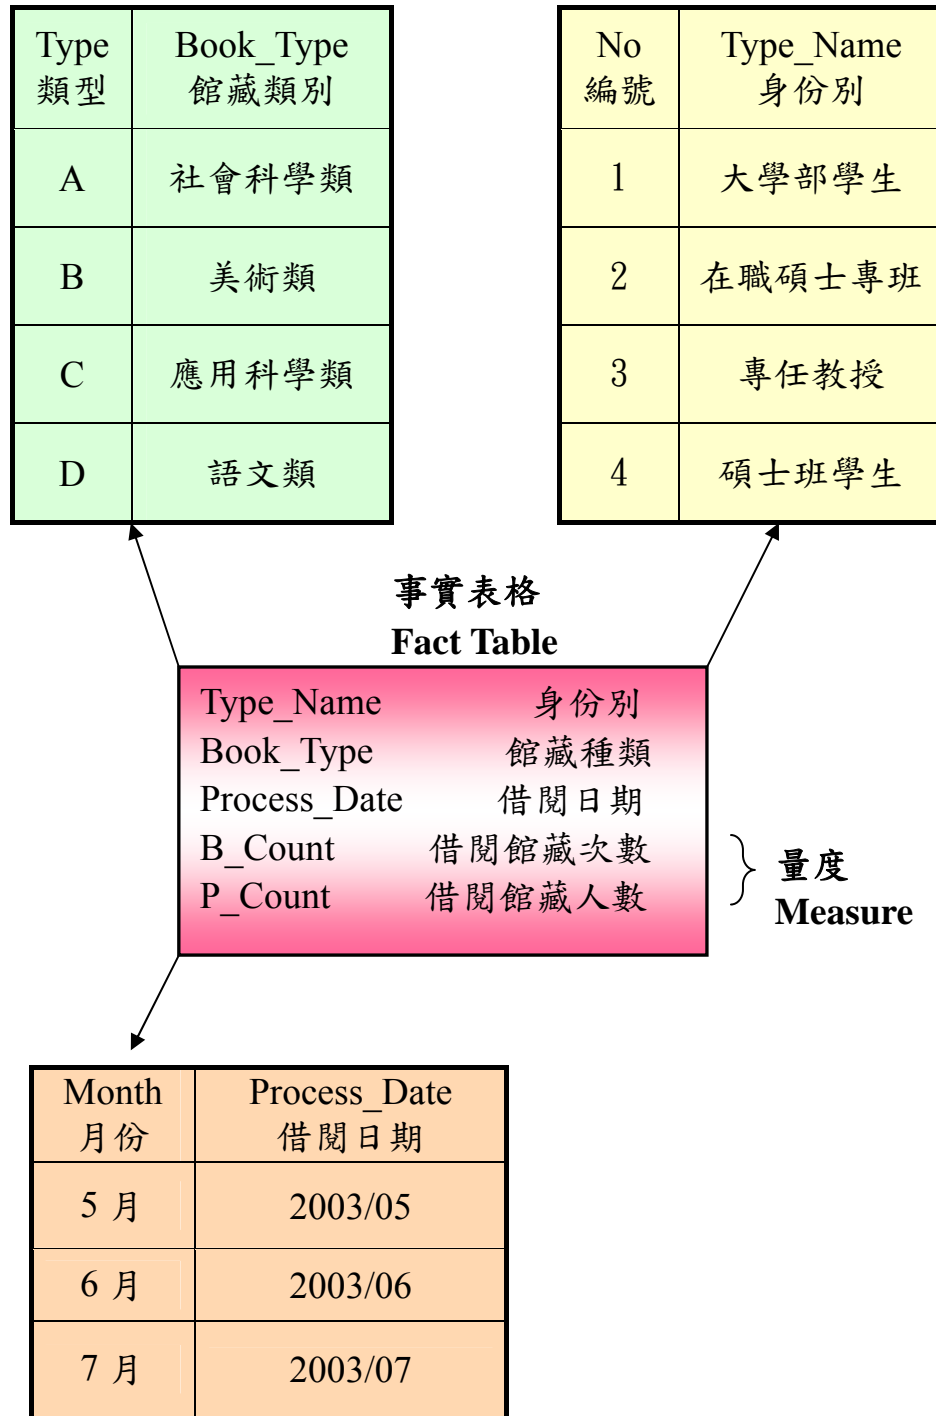 Type Book_Type
類型 館藏類別
A 社會科學類
B 美術類
C 應用科學類
D 語文類
No Type_Name
編號 身份別
1 大學部學生
2 在職碩士專班
3 專任教授
4 碩士班學生
事實表格
Fact Table
Type_Name 身份別
Book_Type 館藏種類
Process_Date 借閱日期
B_Count 借閱館藏次數
P_Count 借閱館藏人數
量度
Measure
Month Process_Date
月份 借閱日期
5 月 2003/05
6 月 2003/06
7 月 2003/07